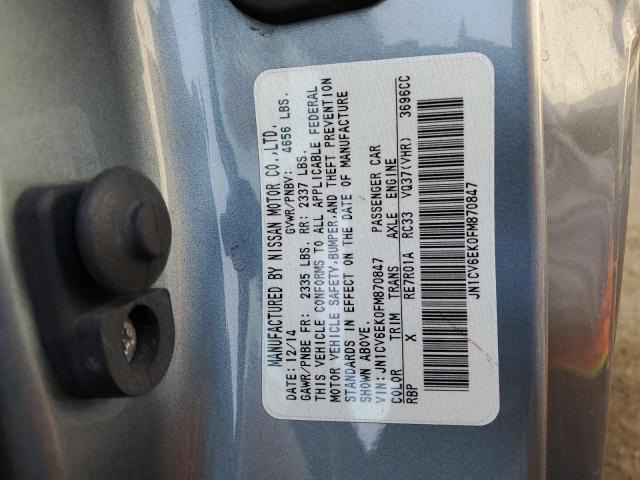 MANUFACTURED BY NISSAN MOTOR CO.,LTD.
DATE: 12/14 GVWR/PNBV: 4656 LBS.
GAWR/PNBE FR: 2335 LBS. RR: 2337 LBS.
THIS VEHICLE CONFORMS TO ALL APPLICABLE FEDERAL
MOTOR VEHICLE SAFETY,BUMPER,AND THEFT PREVENTION
STANDARDS IN EFFECT ON THE DATE OF MANUFACTURE
SHOWN ABOVE.
VIN: JN1CV6EK0FM870847 PASSENGER CAR
COLOR TRIM TRANS AXLE ENGINE
RBP X RE7R01A RC33 VQ37(VHR) 3696CC
JN1CV6EK0FM870847